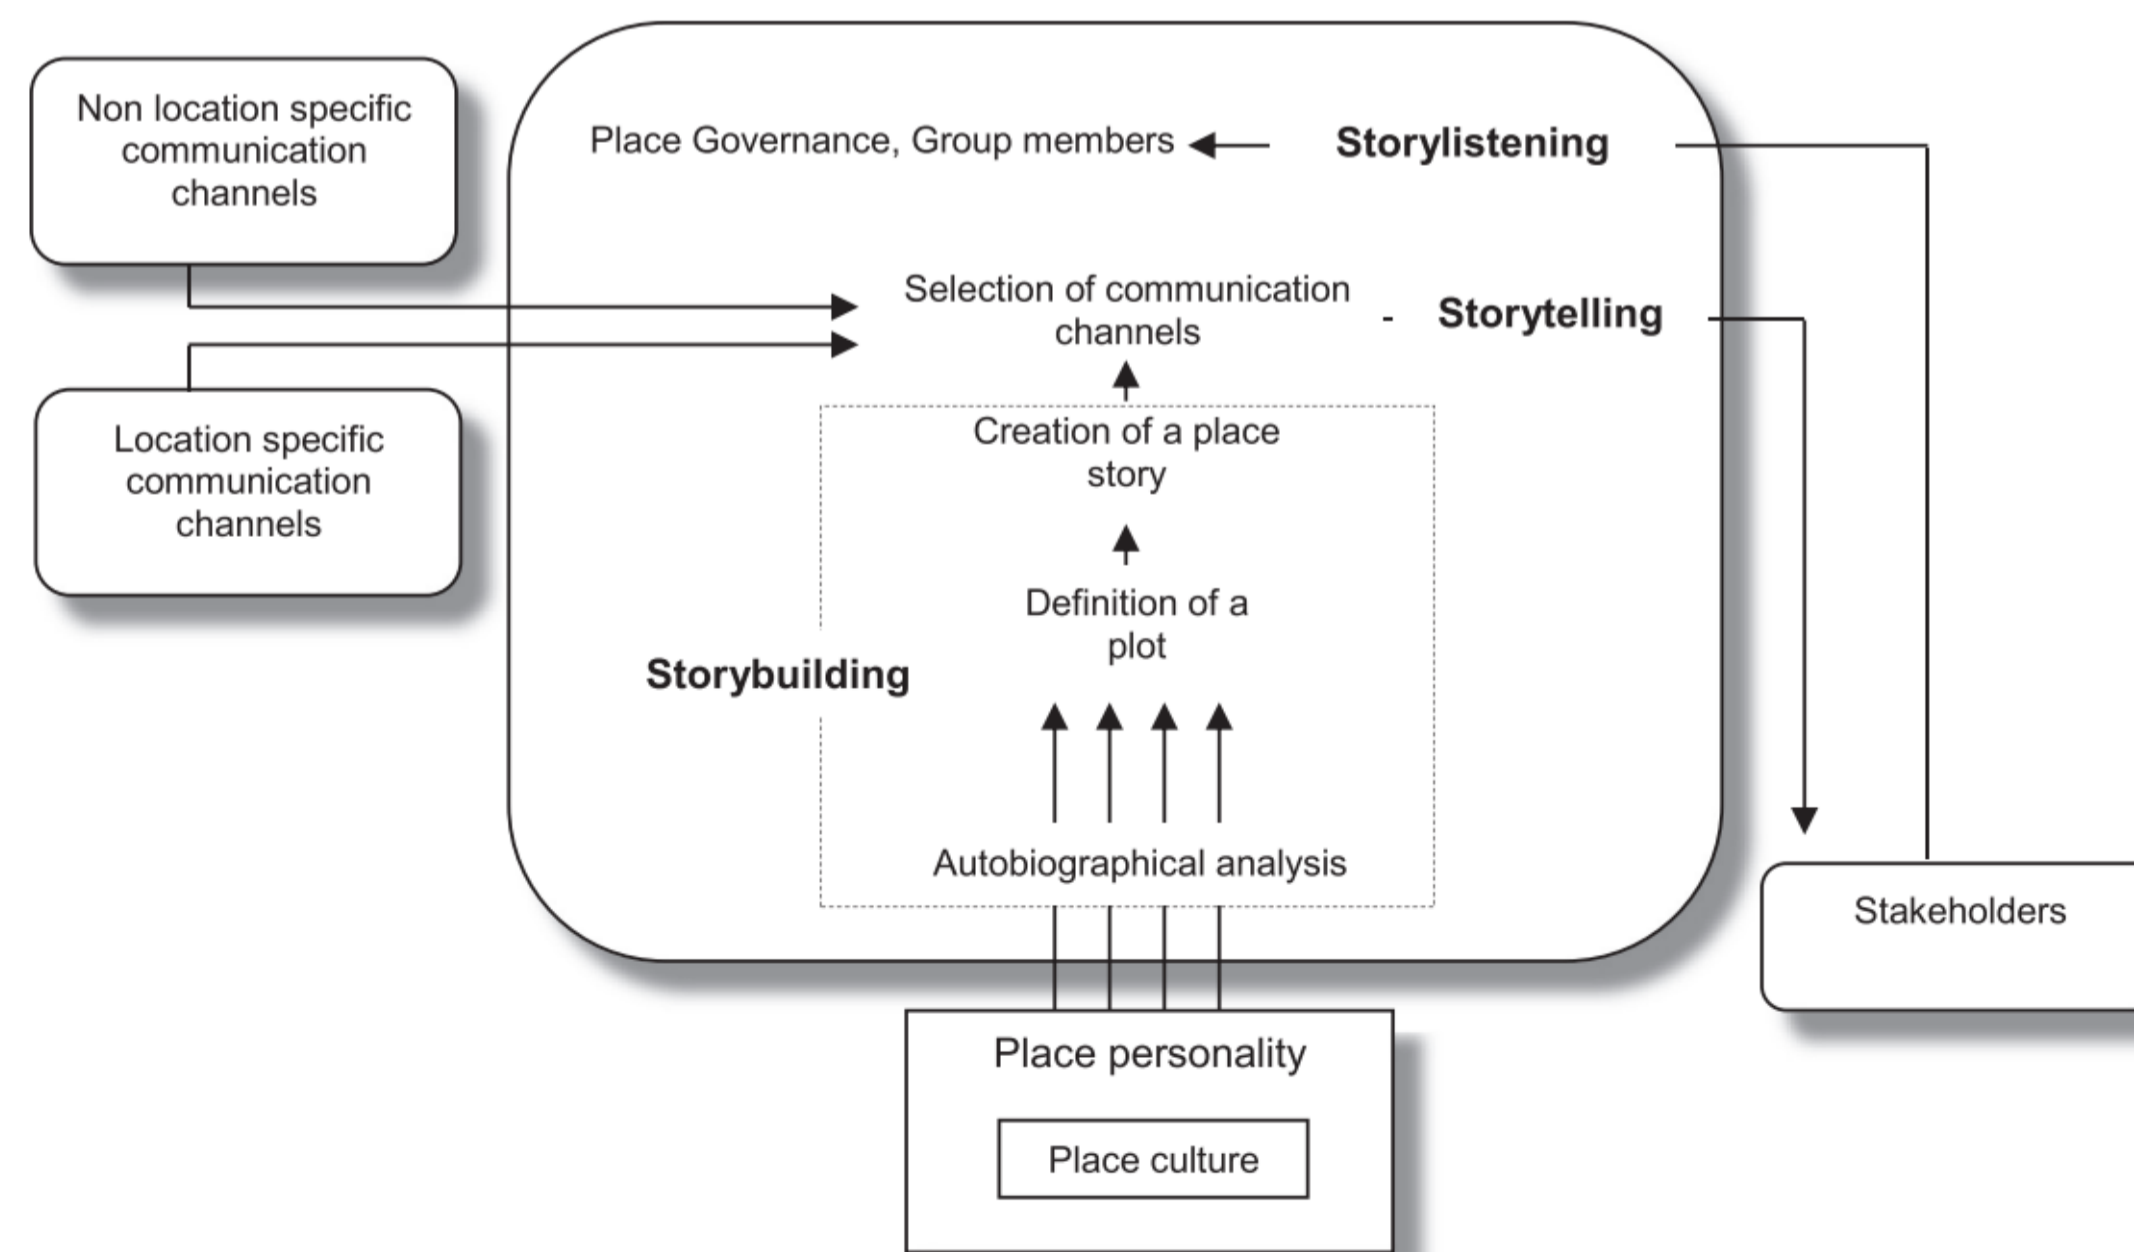 Non location specific
communication
channels
Place Governance, Group members
Storylistening
Selection of communication
channels
-
Storytelling
Location specific
communication
channels
Creation of a place
story
Definition of a
plot
Storybuilding
Autobiographical analysis
Stakeholders
Place personality
Place culture